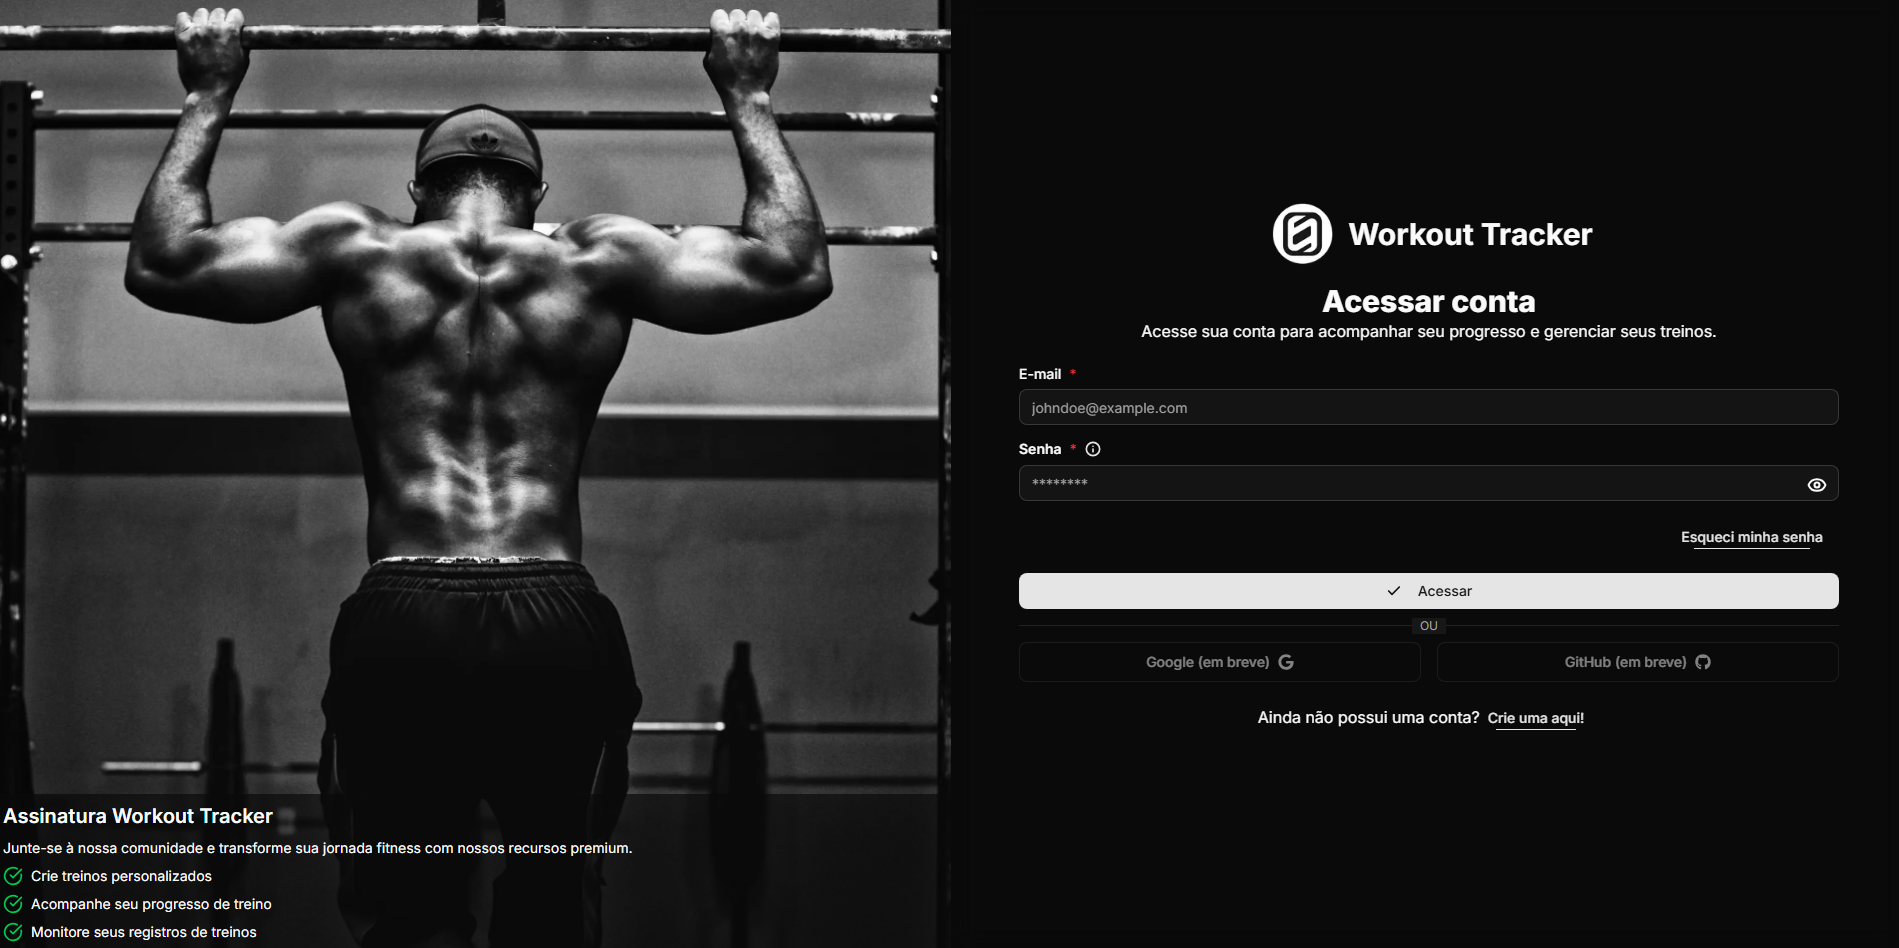 Workout Tracker
Acessar conta
Acesse sua conta para acompanhar seu progresso e gerenciar seus treinos.
E-mail *
johndoe@example.com
Senha *
********
Esqueci minha senha
Acessar
OU
Google (em breve)
GitHub (em breve)
Ainda não possui uma conta? Crie uma aqui!
Assinatura Workout Tracker
Junte-se à nossa comunidade e transforme sua jornada fitness com nossos recursos premium.
Crie treinos personalizados
Acompanhe seu progresso de treino
Monitore seus registros de treinos